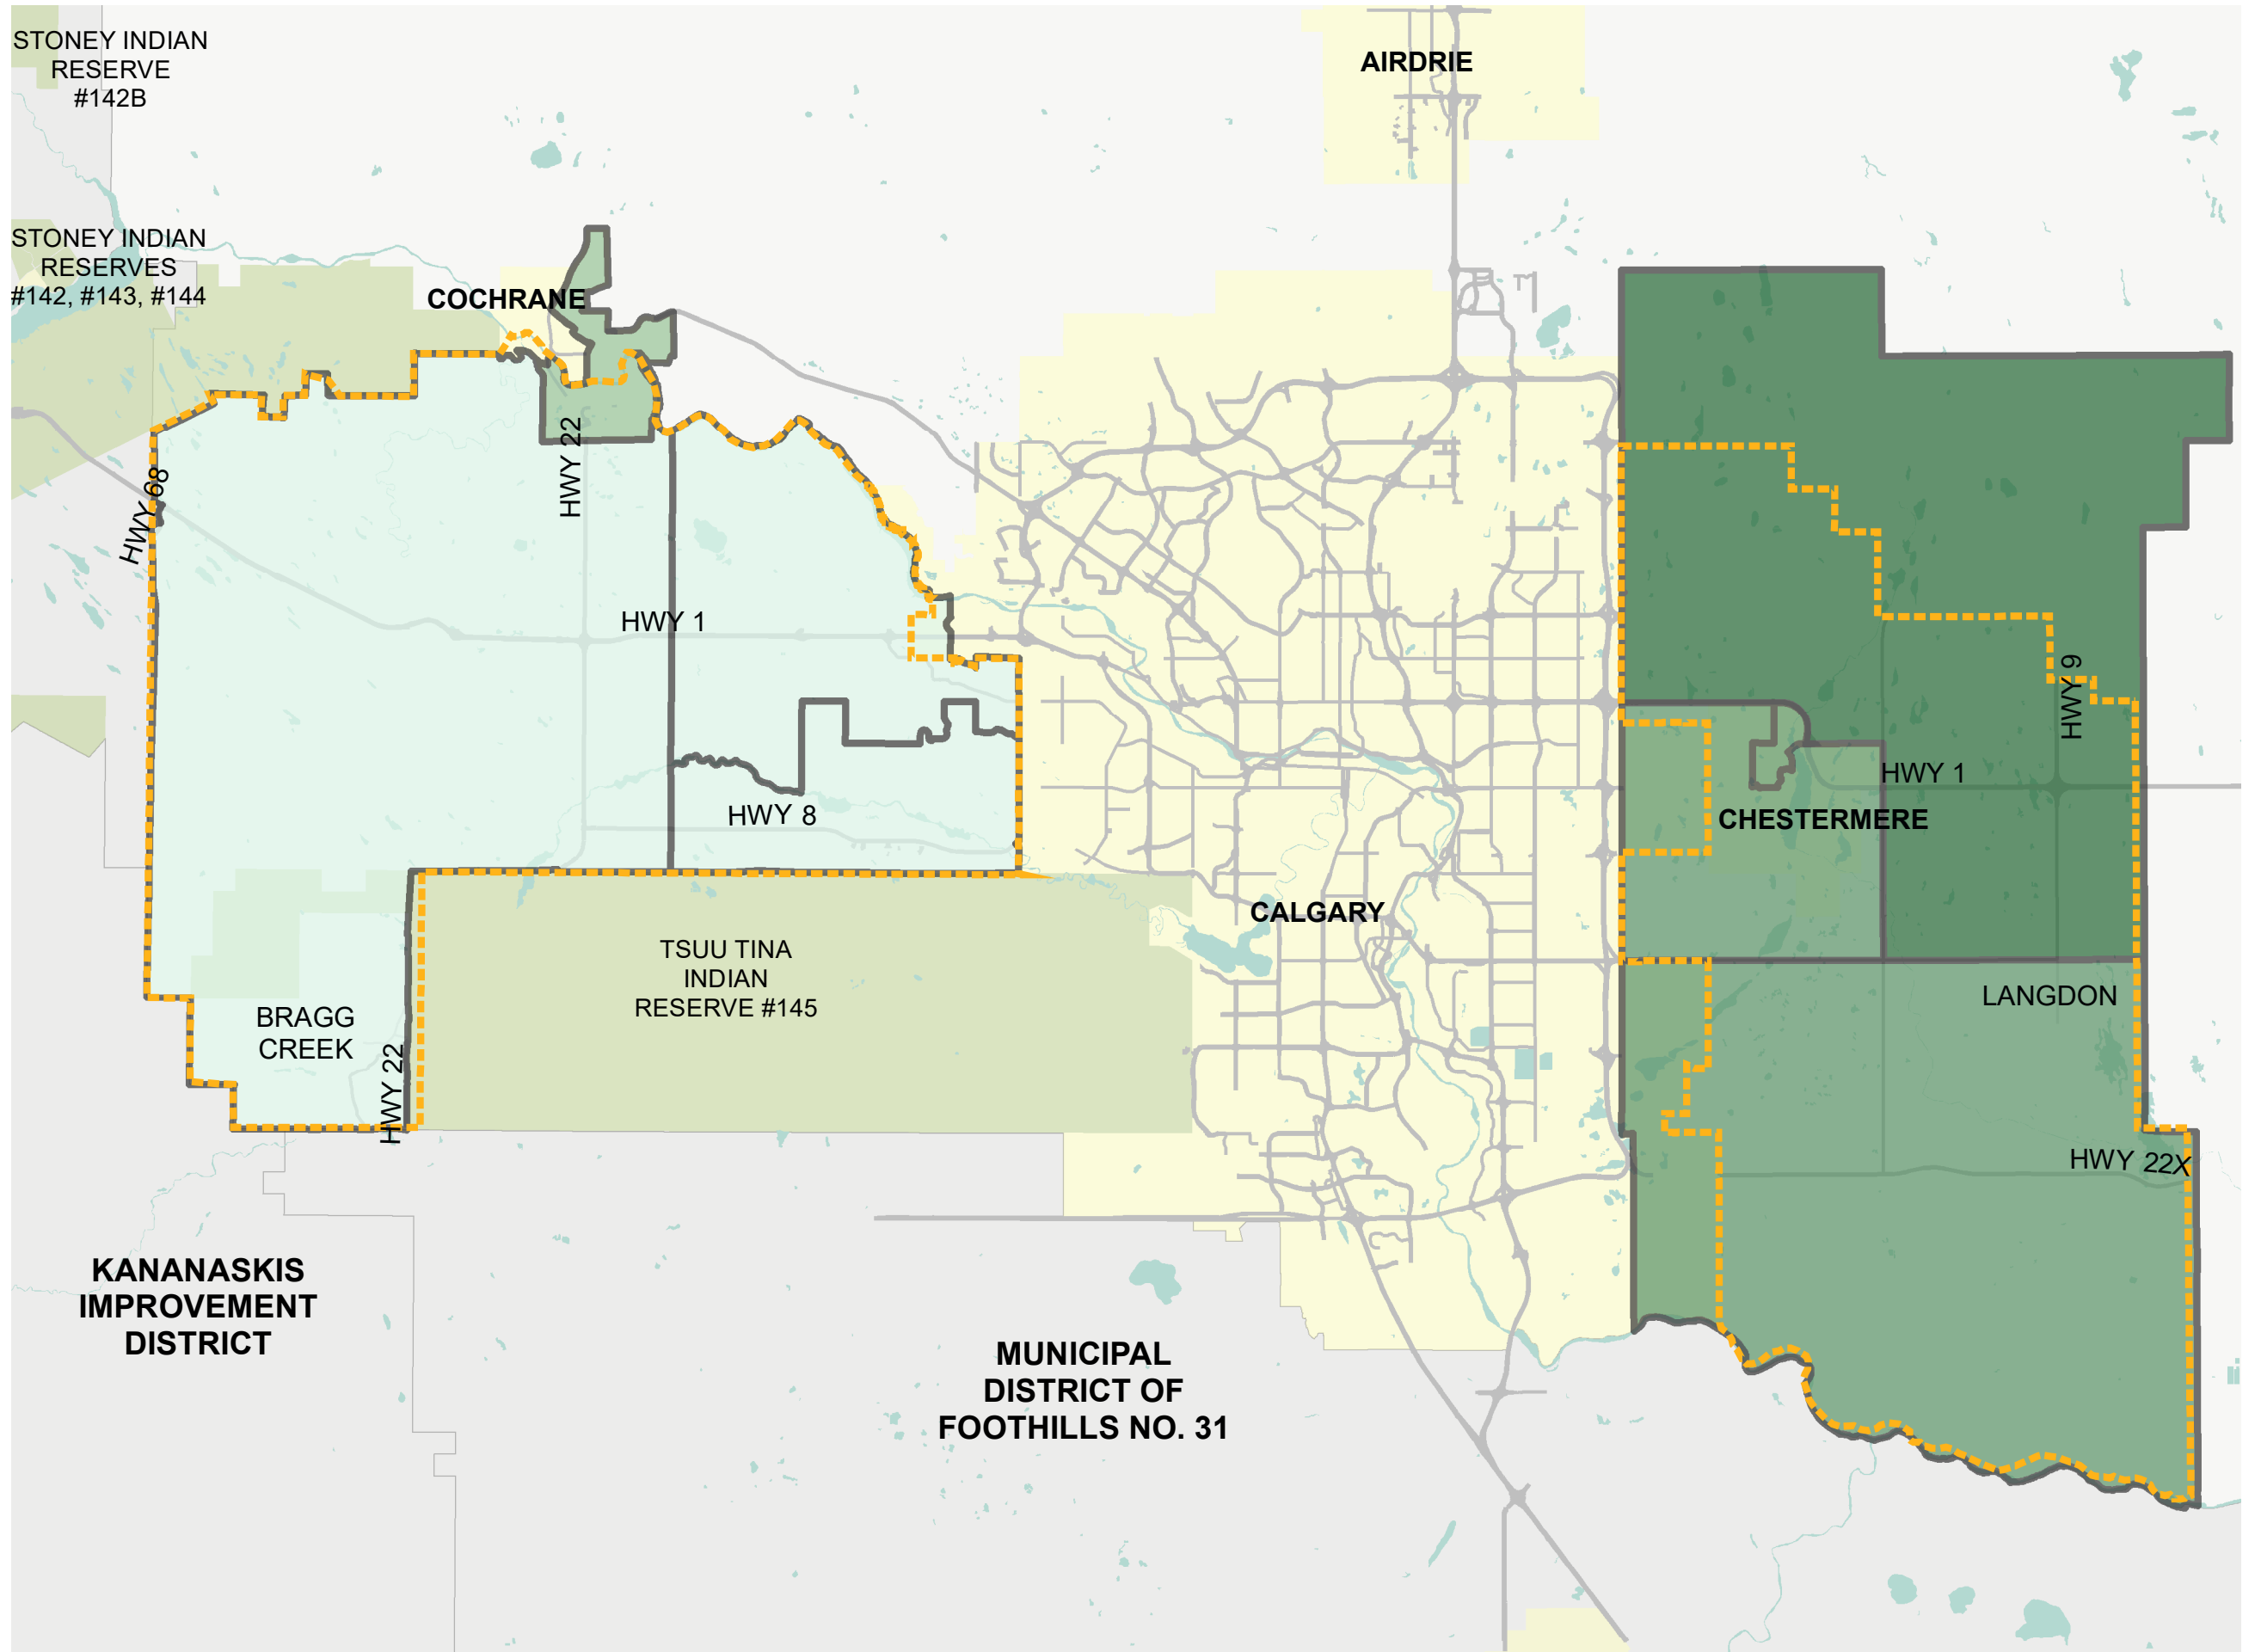 STONEY INDIAN
RESERVE
#142B
AIRDRIE
STONEY INDIAN
RESERVES
#142, #143, #144
COCHRANE
HWY 22
HWY 68
HWY 1
HWY 9
HWY 1
HWY 8
CHESTERMERE
CALGARY
TSUU TINA
INDIAN
RESERVE #145
LANGDON
BRAGG
CREEK
HWY 22
HWY 22X
KANANASKIS
IMPROVEMENT
DISTRICT
MUNICIPAL
DISTRICT OF
FOOTHILLS NO. 31